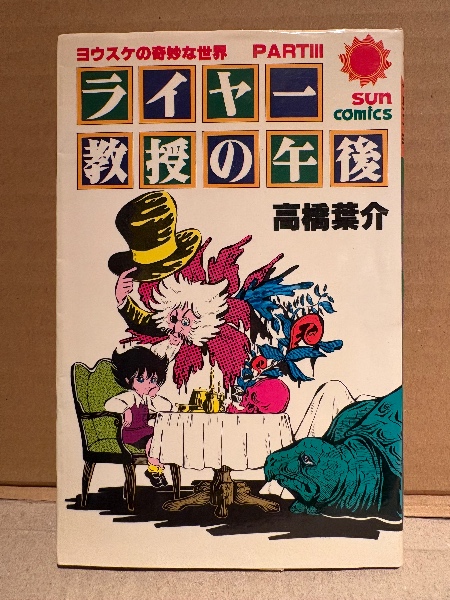 ヨウスケの奇妙な世界 PARTIII
sun
comics
ライヤー
教授の午後
高橋葉介